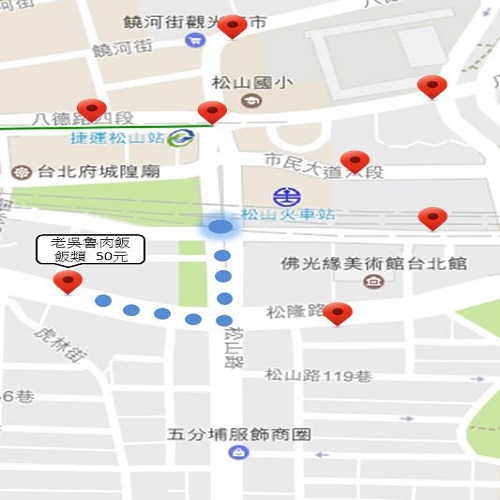 饒河街觀光夜市
饒河街
松山國小
八德路四段
捷運松山站
市民大道六段
台北府城隍廟
松山火車站
老吳魯肉飯
飯類 50元
佛光緣美術館台北館
松隆路
虎林街
松山路
松山路119巷
6巷
五分埔服飾商圈